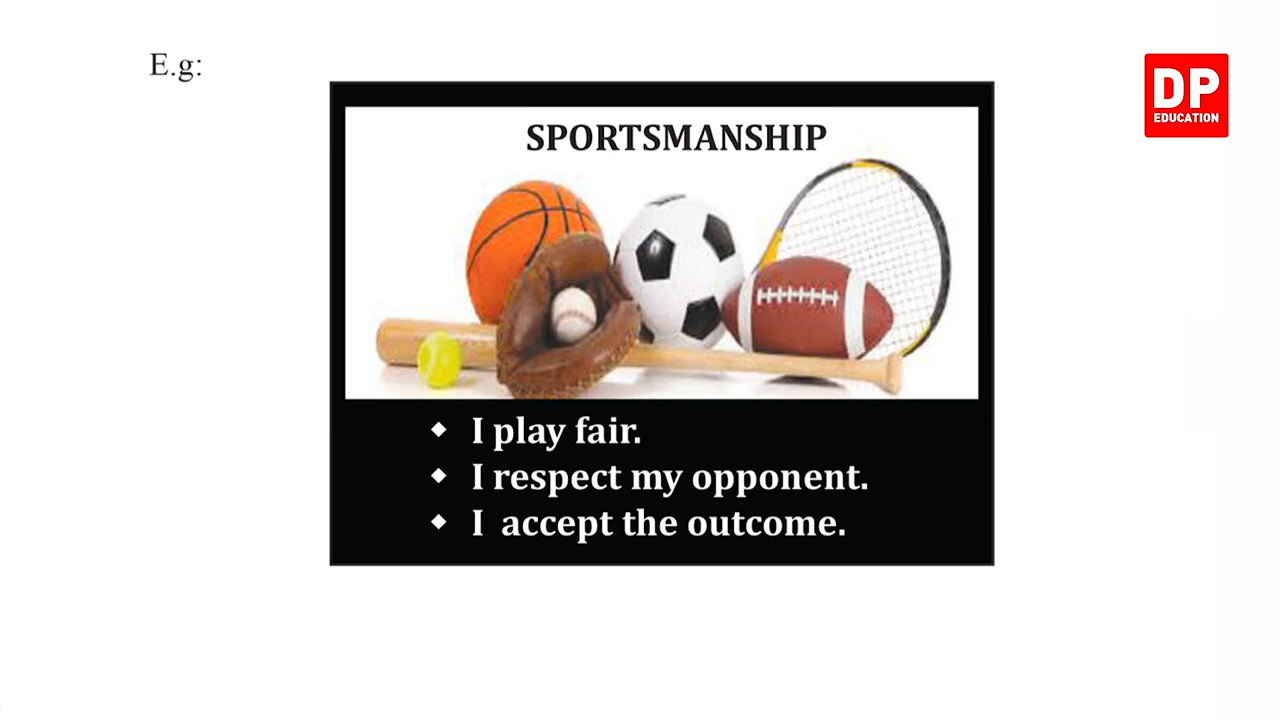 E.g:
DP
EDUCATION
SPORTSMANSHIP
◆ I play fair.
◆ I respect my opponent.
◆ I accept the outcome.